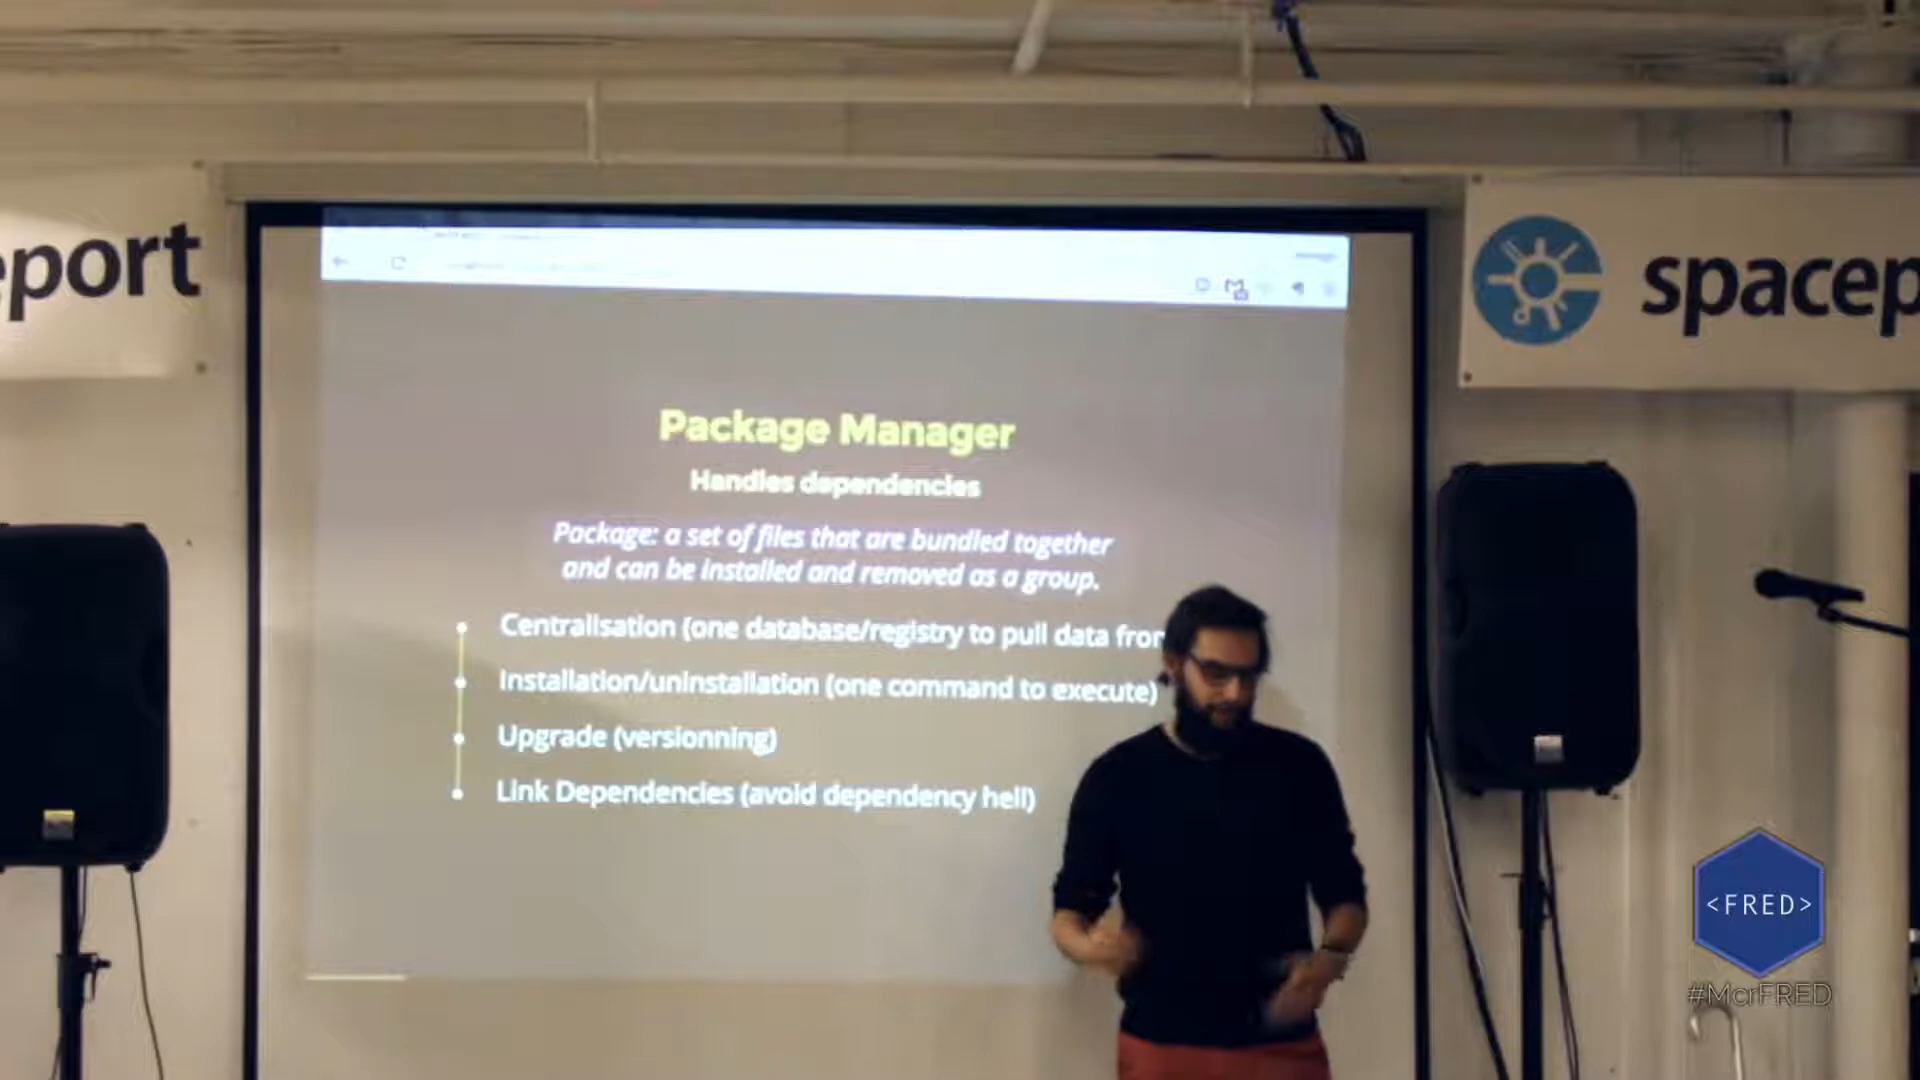 eport
spacep
Package Manager
Handles dependencies
Package: a set of files that are bundled together
and can be installed and removed as a group.
Centralisation (one database/registry to pull data from
Installation/uninstallation (one command to execute)
Upgrade (versionning)
Link Dependencies (avoid dependency hell)
<FRED>
#McrFRED